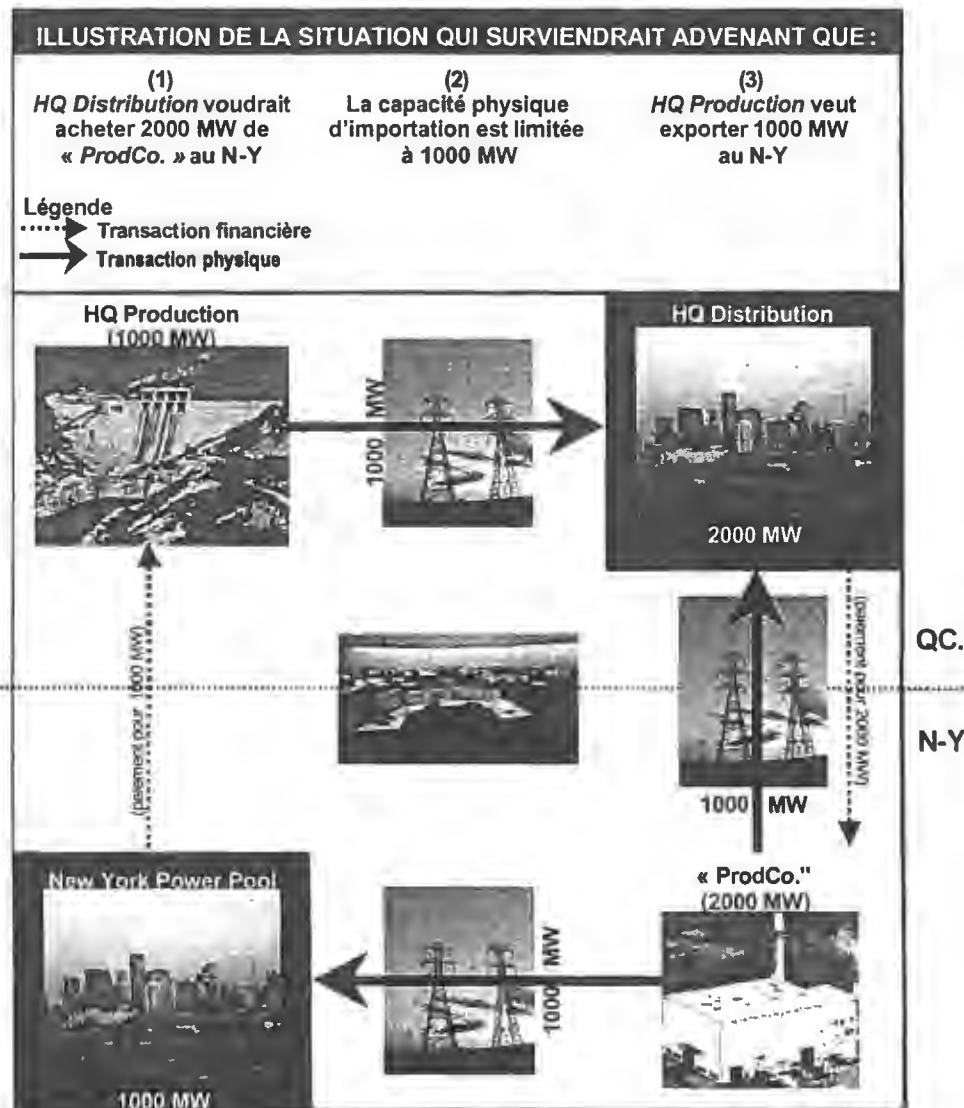 ILLUSTRATION DE LA SITUATION QUI SURVIENDRAIT ADVENANT QUE :
(1)
HQ Distribution voudrait
acheter 2000 MW de
« ProdCo. » au N-Y
(2)
La capacité physique
d'importation est limitée
à 1000 MW
(3)
HQ Production veut
exporter 1000 MW
au N-Y
Légende
Transaction financière
Transaction physique
HQ Production
(1000 MW)
1000 MW
HQ Distribution
2000 MW
(paiement pour 1000 MW)
1000 MW
(paiement pour 2000 MW)
QC.
N-Y
New York Power Pool
1000 MW
1000 MW
« ProdCo."
(2000 MW)